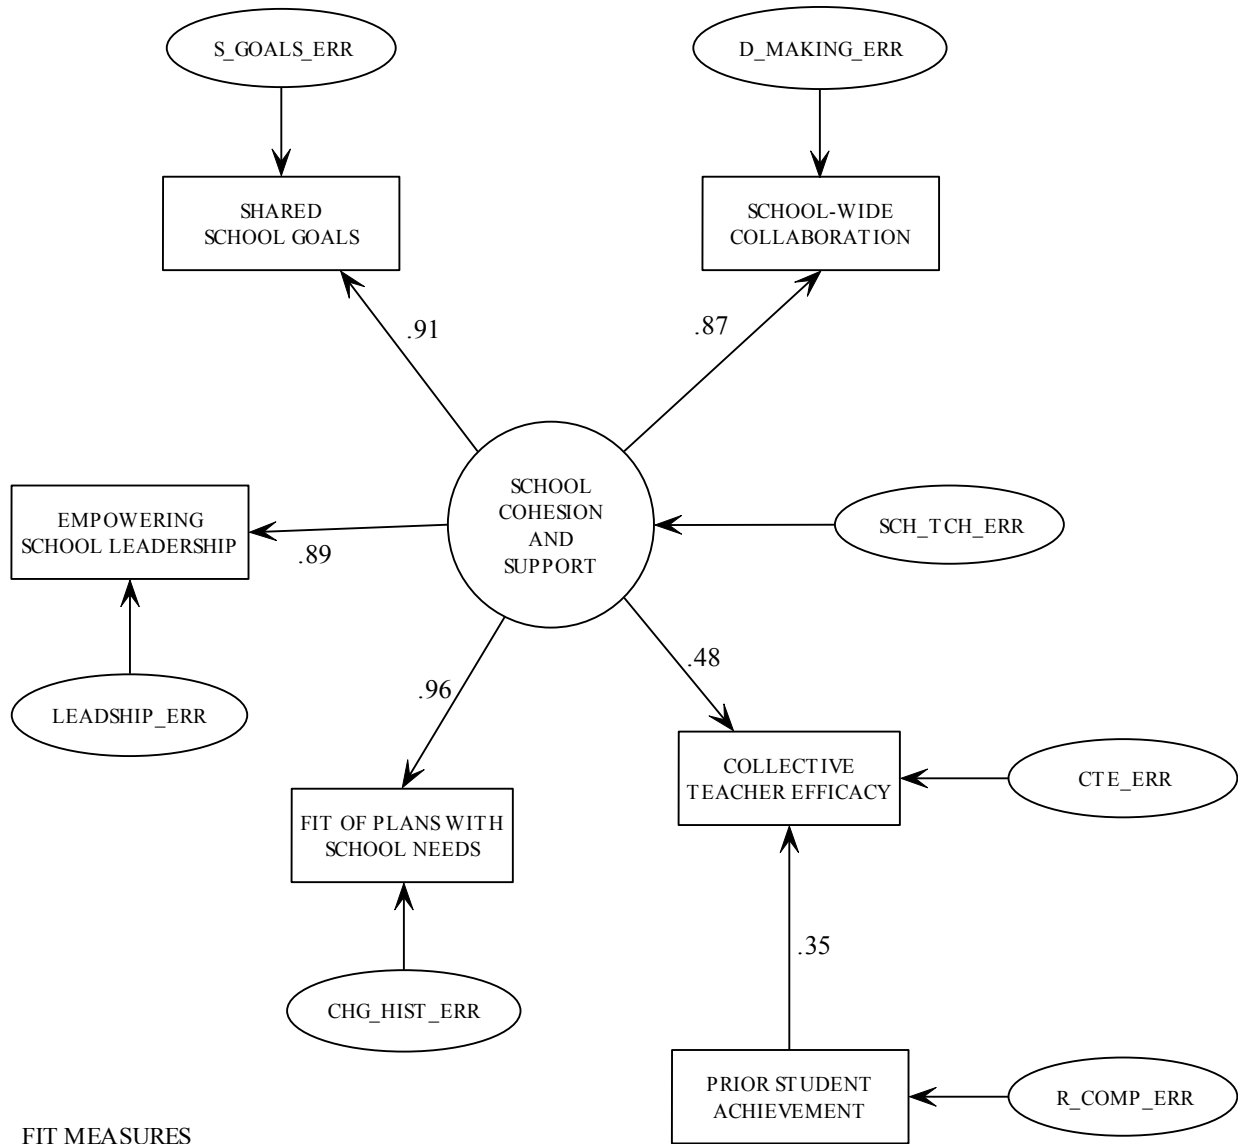 S_GOALS_ERR
D_MAKING_ERR
SHARED
SCHOOL GOALS
SCHOOL-WIDE
COLLABORATION
.91
.87
EMPOWERING
SCHOOL LEADERSHIP
.89
SCHOOL
COHESION
AND
SUPPORT
SCH_TCH_ERR
LEADSHIP_ERR
.96
.48
FIT OF PLANS WITH
SCHOOL NEEDS
COLLECTIVE
TEACHER EFFICACY
CTE_ERR
.35
CHG_HIST_ERR
PRIOR STUDENT
ACHIEVEMENT
R_COMP_ERR
FIT MEASURES